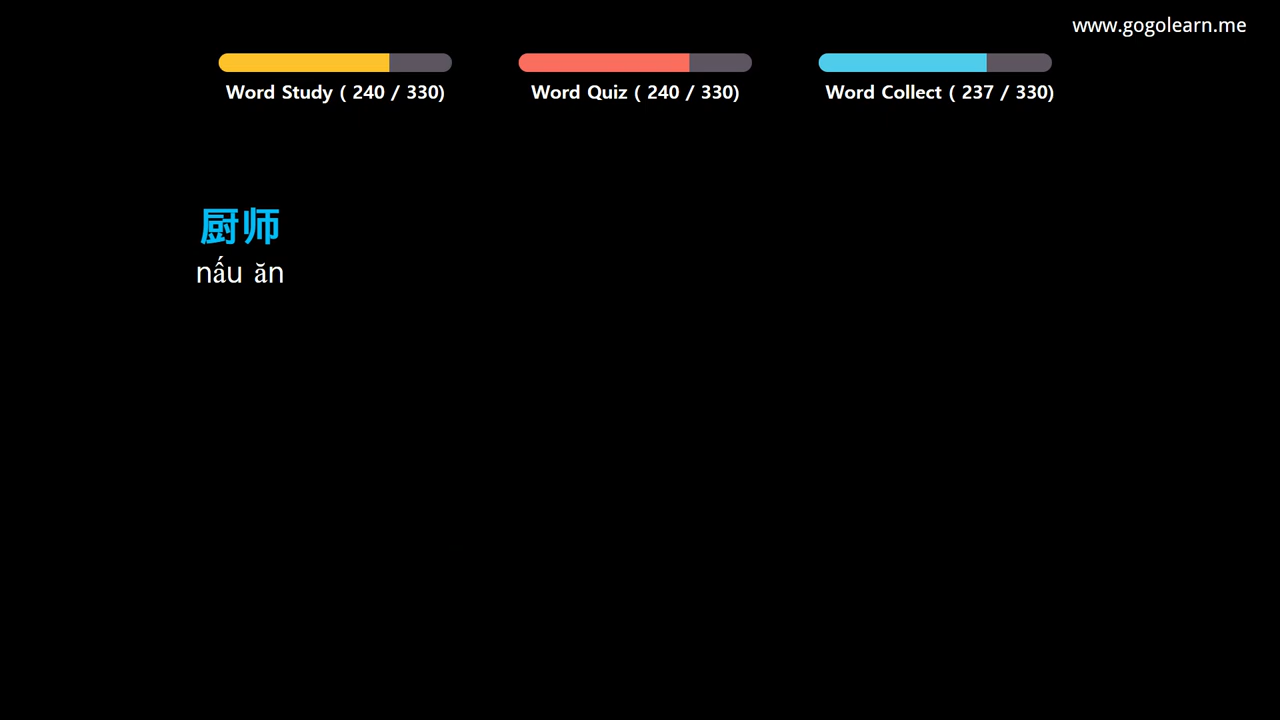 www.gogolearn.me
Word Study ( 240 / 330)
Word Quiz ( 240 / 330)
Word Collect ( 237 / 330)
厨师
nấu ăn